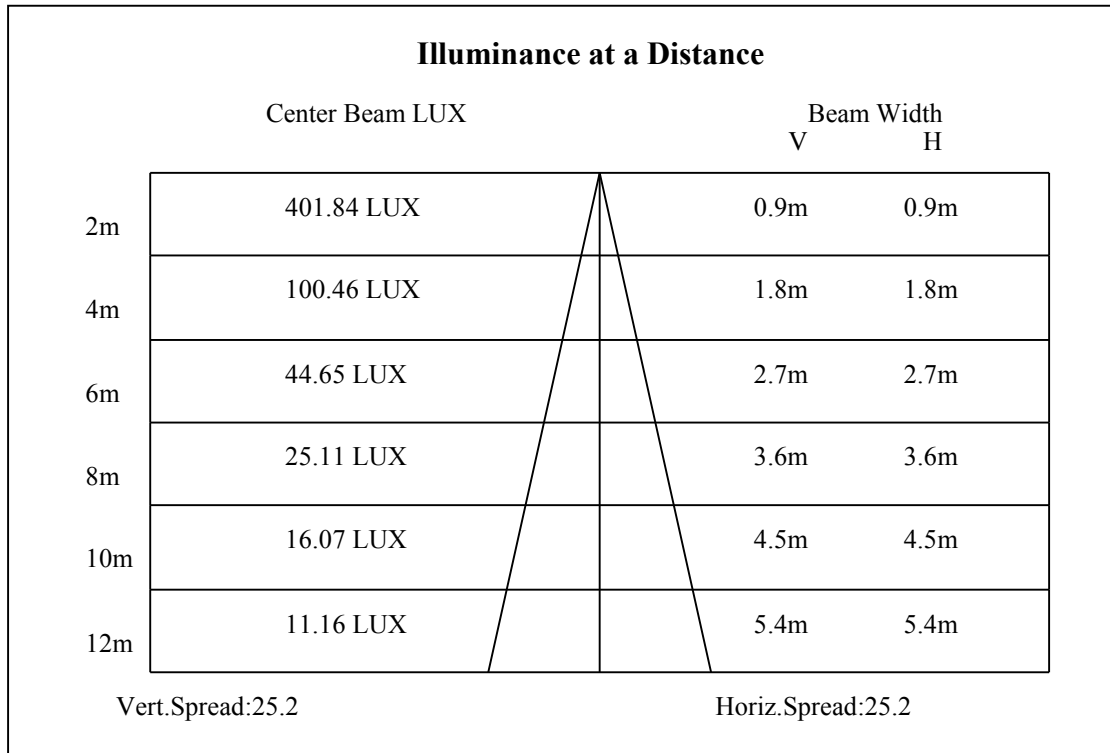 Illuminance at a Distance
Center Beam LUX Beam Width
V H
2m 401.84 LUX 0.9m 0.9m
4m 100.46 LUX 1.8m 1.8m
6m 44.65 LUX 2.7m 2.7m
8m 25.11 LUX 3.6m 3.6m
10m 16.07 LUX 4.5m 4.5m
12m 11.16 LUX 5.4m 5.4m
Vert.Spread:25.2 Horiz.Spread:25.2